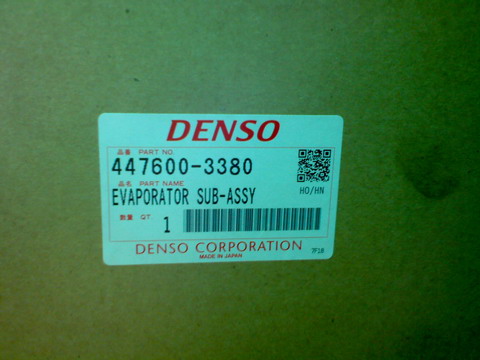 DENSO
品番 PART NO.
447600-3380
品名 PART NAME
HO/HN
EVAPORATOR SUB-ASSY
数量 QT
1
DENSO CORPORATION
MADE IN JAPAN
7F18